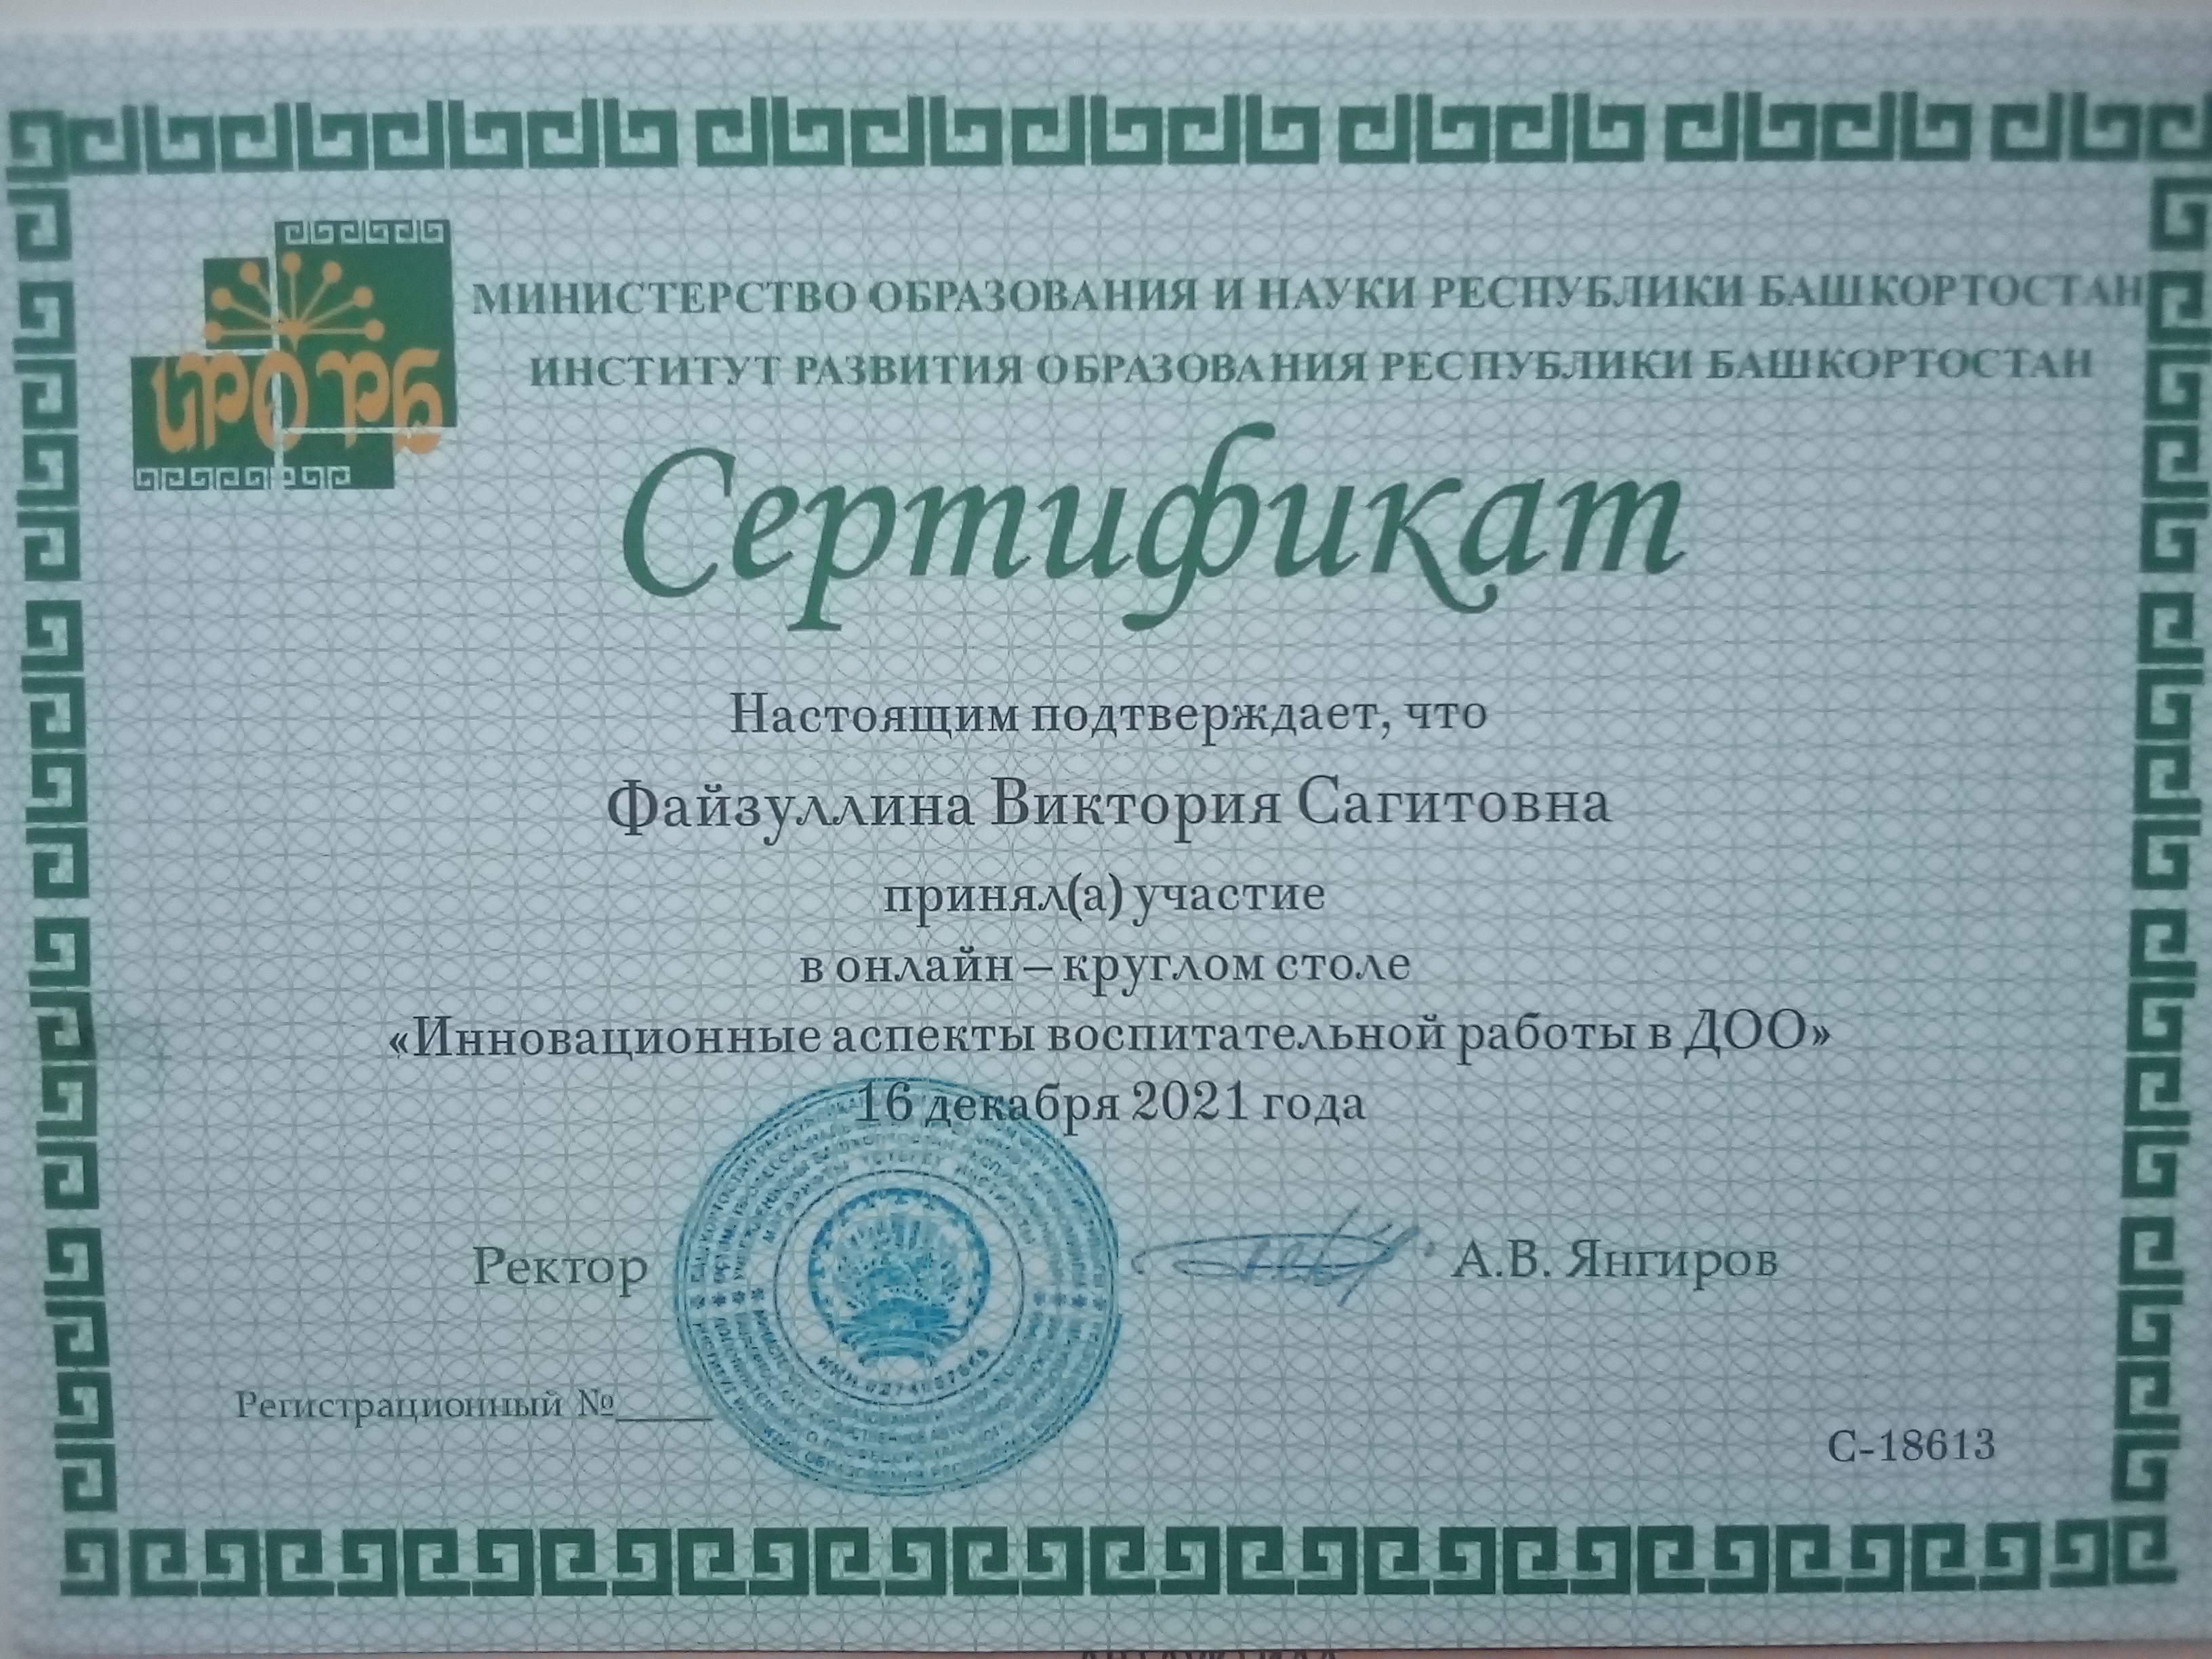 МИНИСТЕРСТВО ОБРАЗОВАНИЯ И НАУКИ РЕСПУБЛИКИ БАШКОРТОСТАН
ИНСТИТУТ РАЗВИТИЯ ОБРАЗОВАНИЯ РЕСПУБЛИКИ БАШКОРТОСТАН
ИРО РБ
Сертификат
Настоящим подтверждает, что
Файзуллина Виктория Сагитовна
принял(а) участие
в онлайн – круглом столе
«Инновационные аспекты воспитательной работы в ДОО»
16 декабря 2021 года
Ректор
А.В. Янгиров
Регистрационный №_____
С-18613